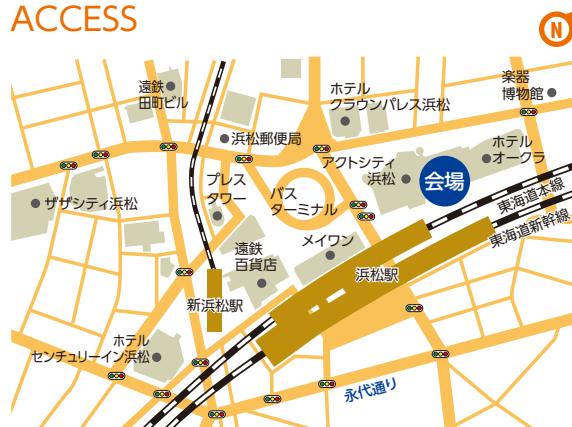 ACCESS
N
遠鉄
田町ビル
ホテル
クラウンパレス浜松
楽器
博物館
浜松郵便局
アクトシティ
浜松
ホテル
オークラ
会場
プレス
タワー
バス
ターミナル
ザザシティ浜松
東海道本線
東海道新幹線
メイワン
遠鉄
百貨店
浜松駅
新浜松駅
ホテル
センチュリーイン浜松
永代通り